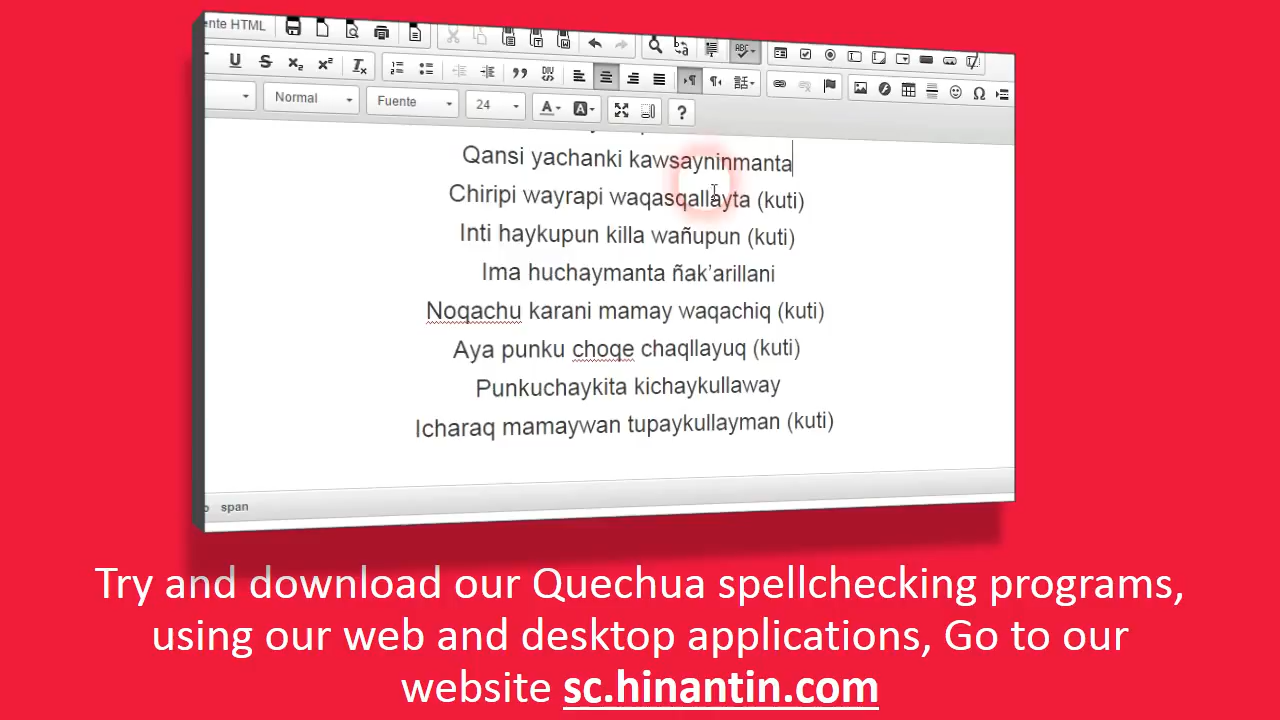 ente HTML
Normal
Fuente
24
Qansi yachanki kawsayninmanta
Chiripi wayrapi waqasqallayta (kuti)
Inti haykupun killa wañupun (kuti)
Ima huchaymanta ñak'arillani
Noqachu karani mamay waqachiq (kuti)
Aya punku choqe chaqllayuq (kuti)
Punkuchaykita kichaykullaway
Icharaq mamaywan tupaykullayman (kuti)
span
Try and download our Quechua spellchecking programs,
using our web and desktop applications, Go to our
website sc.hinantin.com